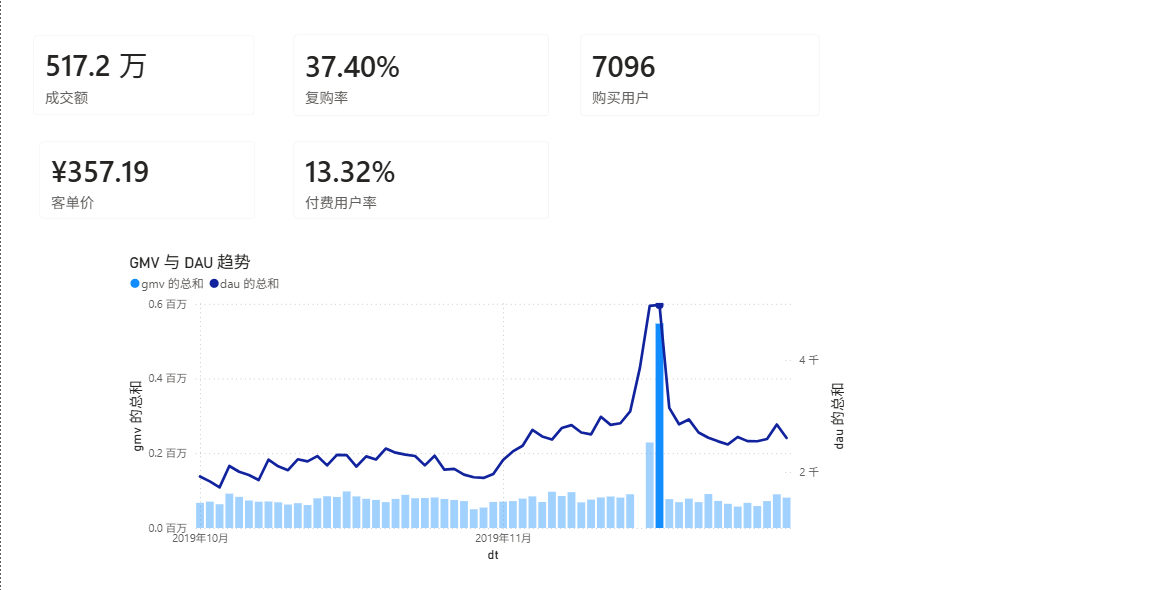 517.2 万
成交额
37.40%
复购率
7096
购买用户
¥357.19
客单价
13.32%
付费用户率
GMV 与 DAU 趋势
gmv 的总和 dau 的总和
0.6 百万
0.4 百万
0.2 百万
0.0 百万
gmv 的总和
4 千
2 千
dau 的总和
2019年10月
2019年11月
dt